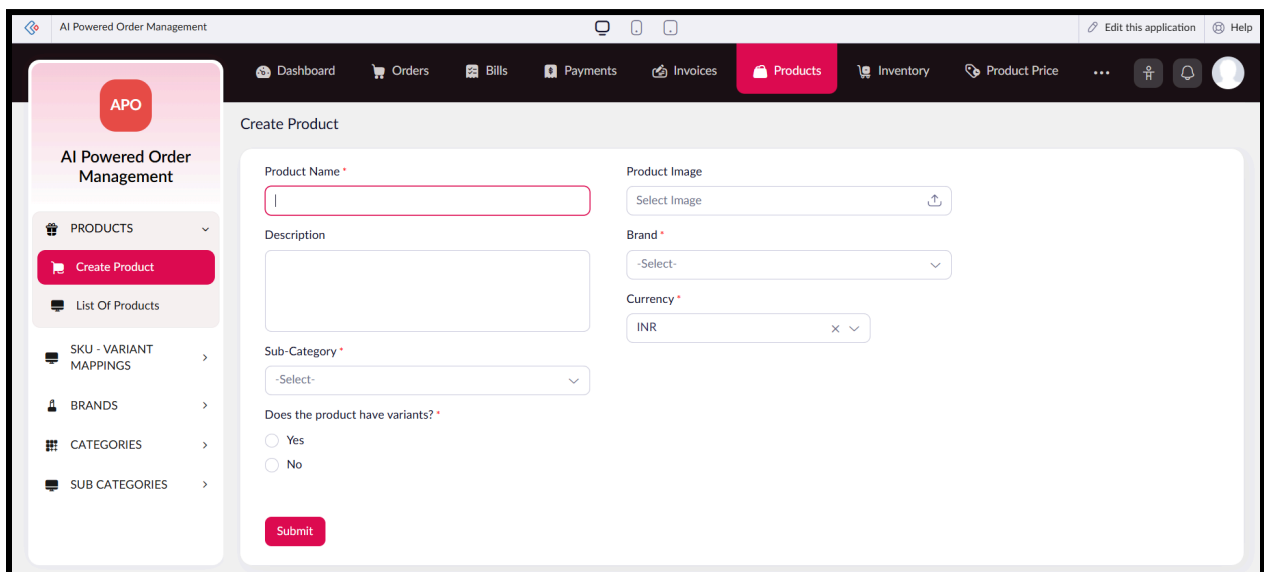 AI Powered Order Management
Edit this application
Help
Dashboard
Orders
Bills
Payments
Invoices
Products
Inventory
Product Price
APO
AI Powered Order
Management
PRODUCTS
Create Product
List Of Products
SKU - VARIANT
MAPPINGS
BRANDS
CATEGORIES
SUB CATEGORIES
Create Product
Product Name *
Description
Sub-Category *
-Select-
Does the product have variants? *
Yes
No
Submit
Product Image
Select Image
Brand *
-Select-
Currency *
INR